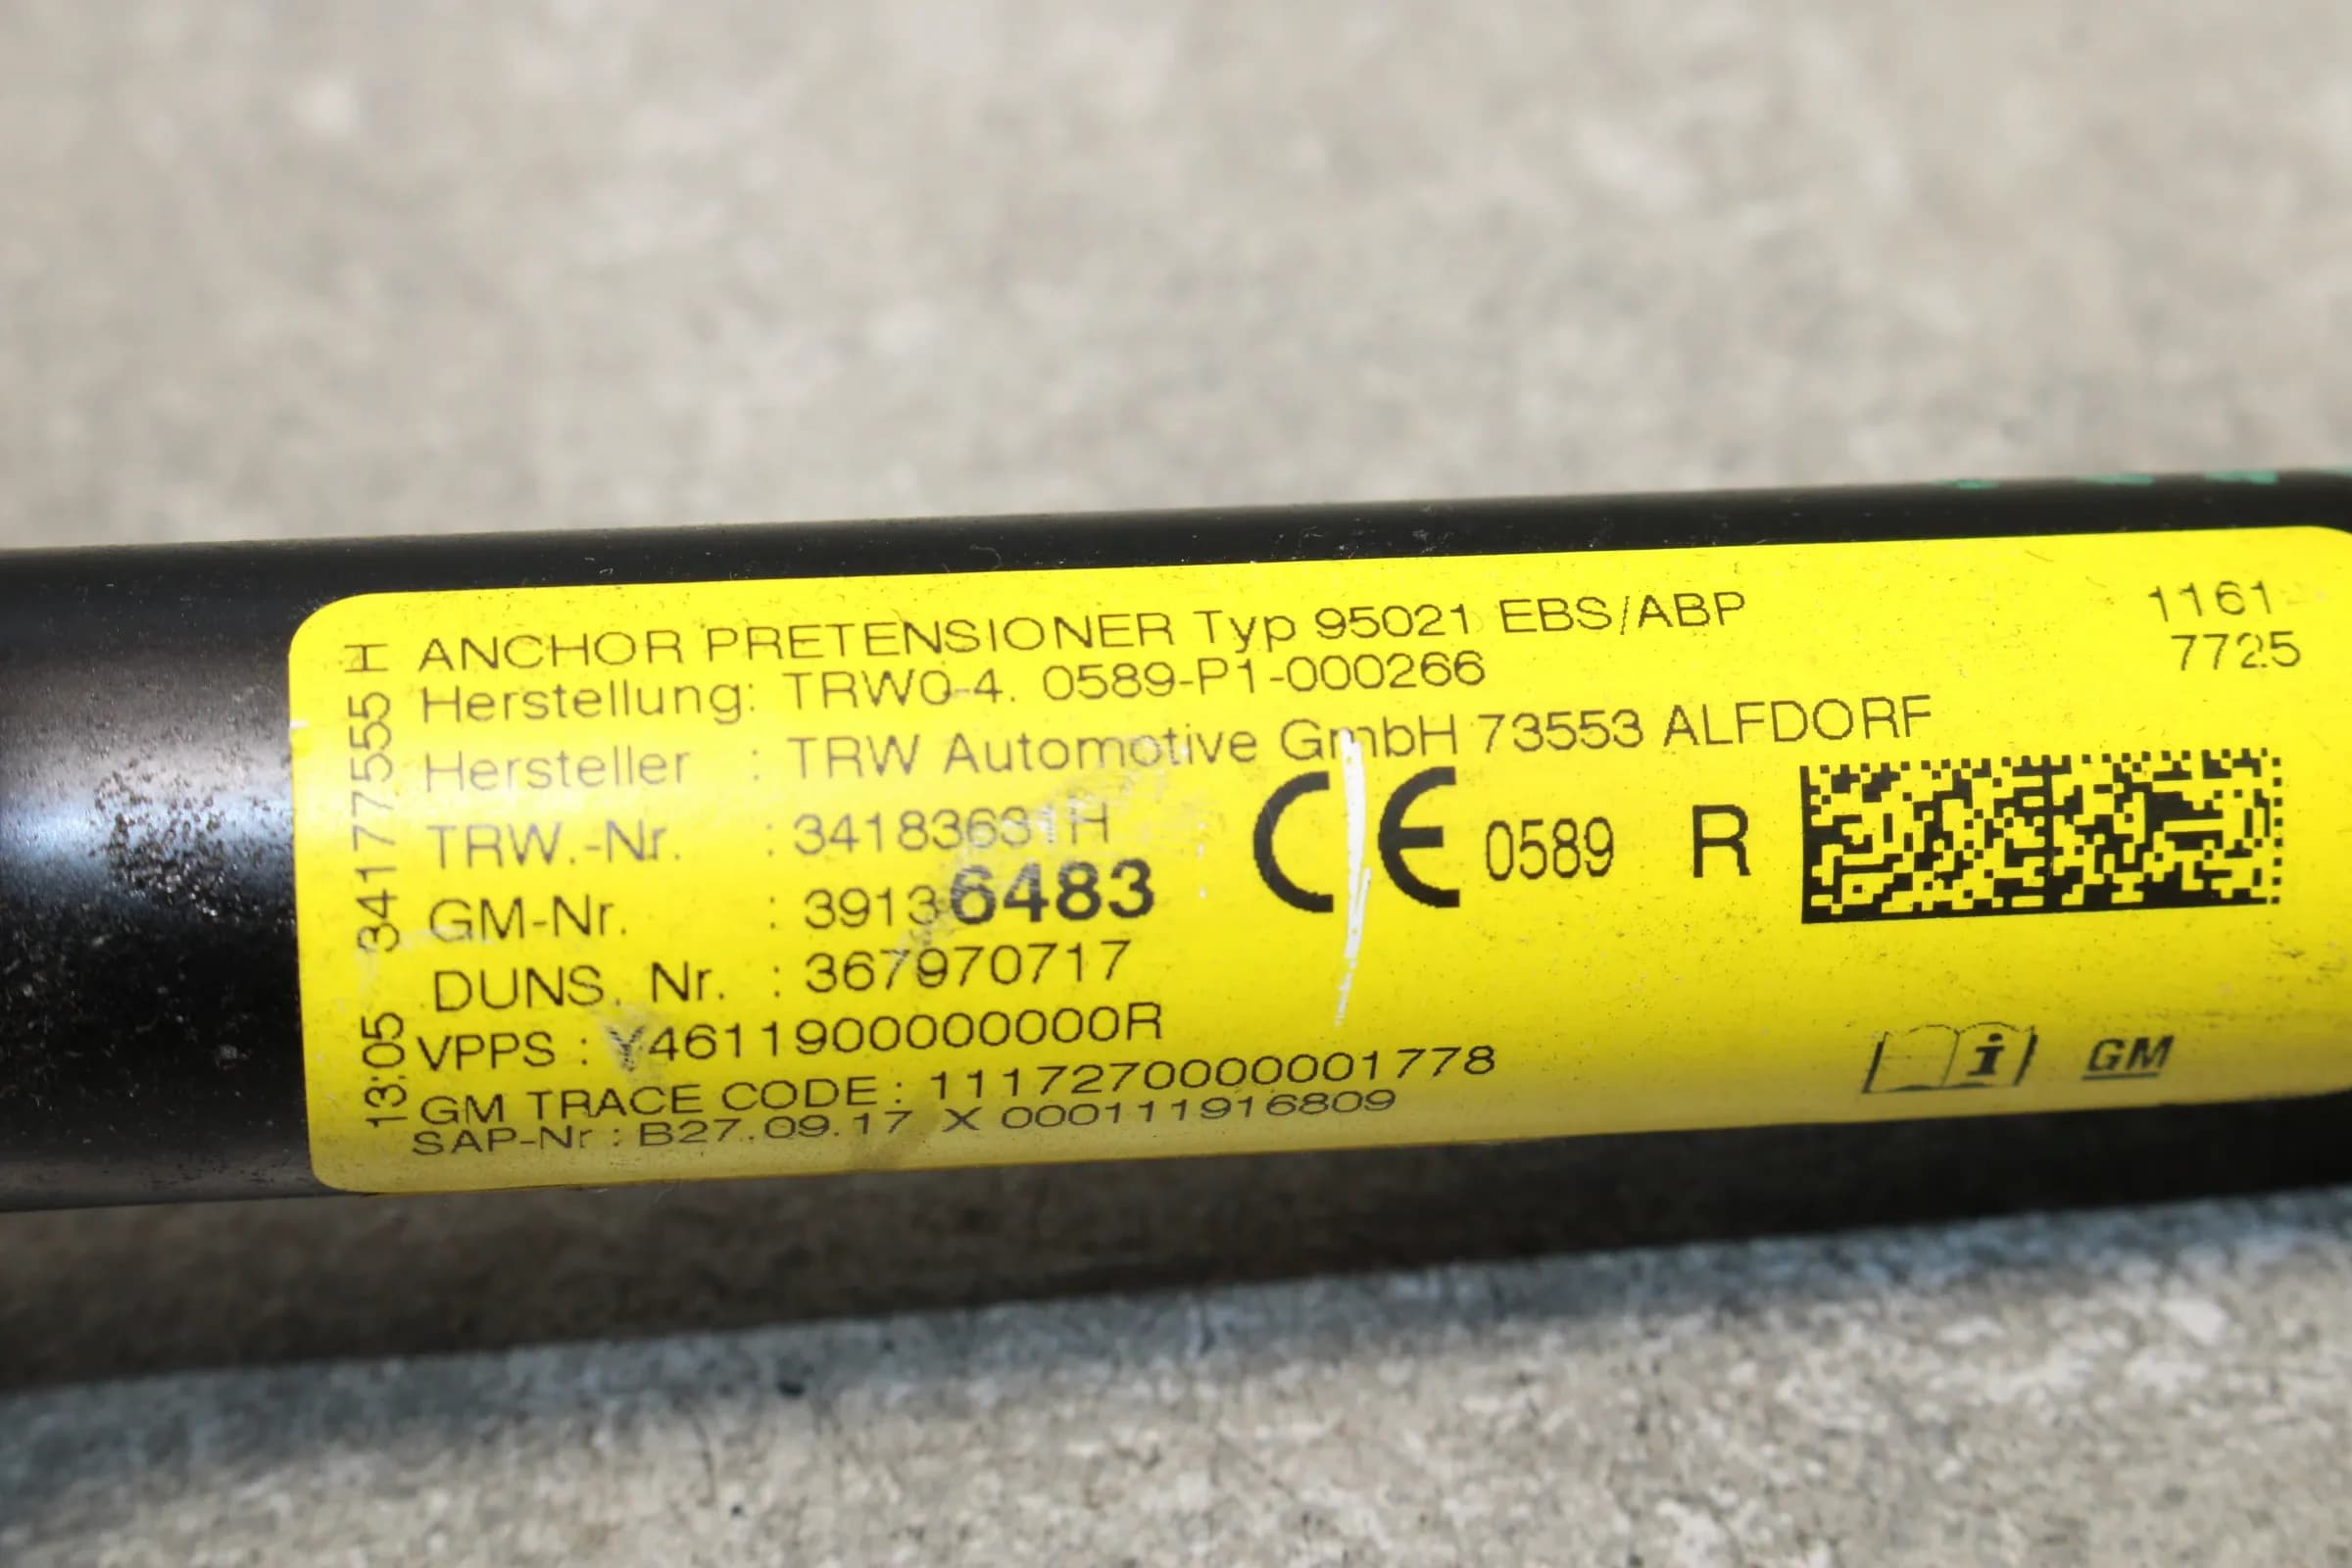 ANCHOR PRETENSIONER Typ 95021 EBS/ABP
Herstellung: TRW0-4. 0589-P1-000266
Hersteller : TRW Automotive GmbH 73553 ALFDORF
TRW.-Nr. : 34183631H
GM-Nr. : 39136483
DUNS. Nr. : 367970717
VPPS : Y4611900000000R
GM TRACE CODE : 1117270000001778
SAP-Nr : B27.09.17 X 000111916809
13:05 34177555 H
1161
7725
CE 0589 R
i GM